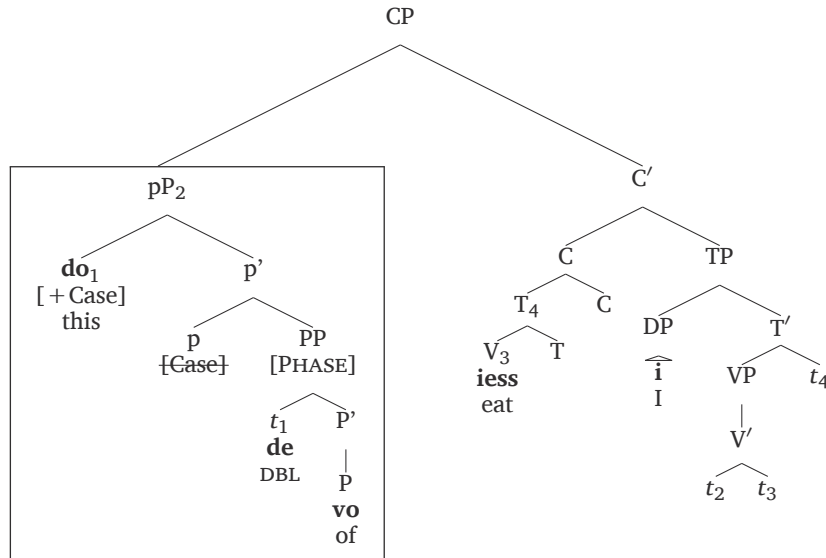 CP
pP₂ C′
do₁ p’ C TP
[+Case]
this
p PP T₄ C DP T′
[Case] [PHASE]
V₃ T i VP t₄
iess I
eat
t₁ P’ V′
de
DBL P t₂ t₃
vo
of